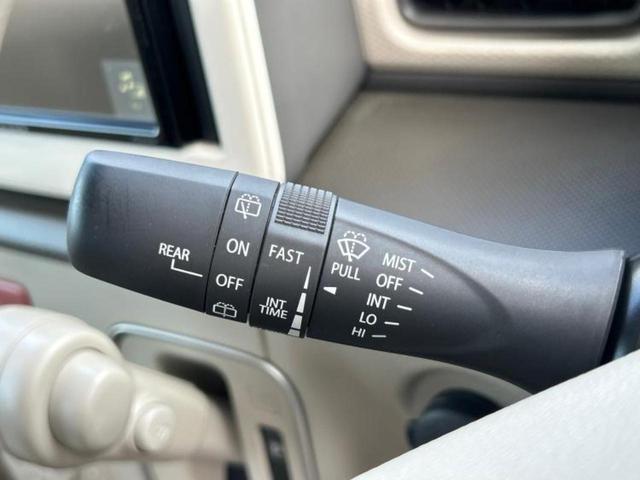 REAR
ON
OFF
FAST
INT
TIME
PULL
MIST
OFF
INT
LO
HI